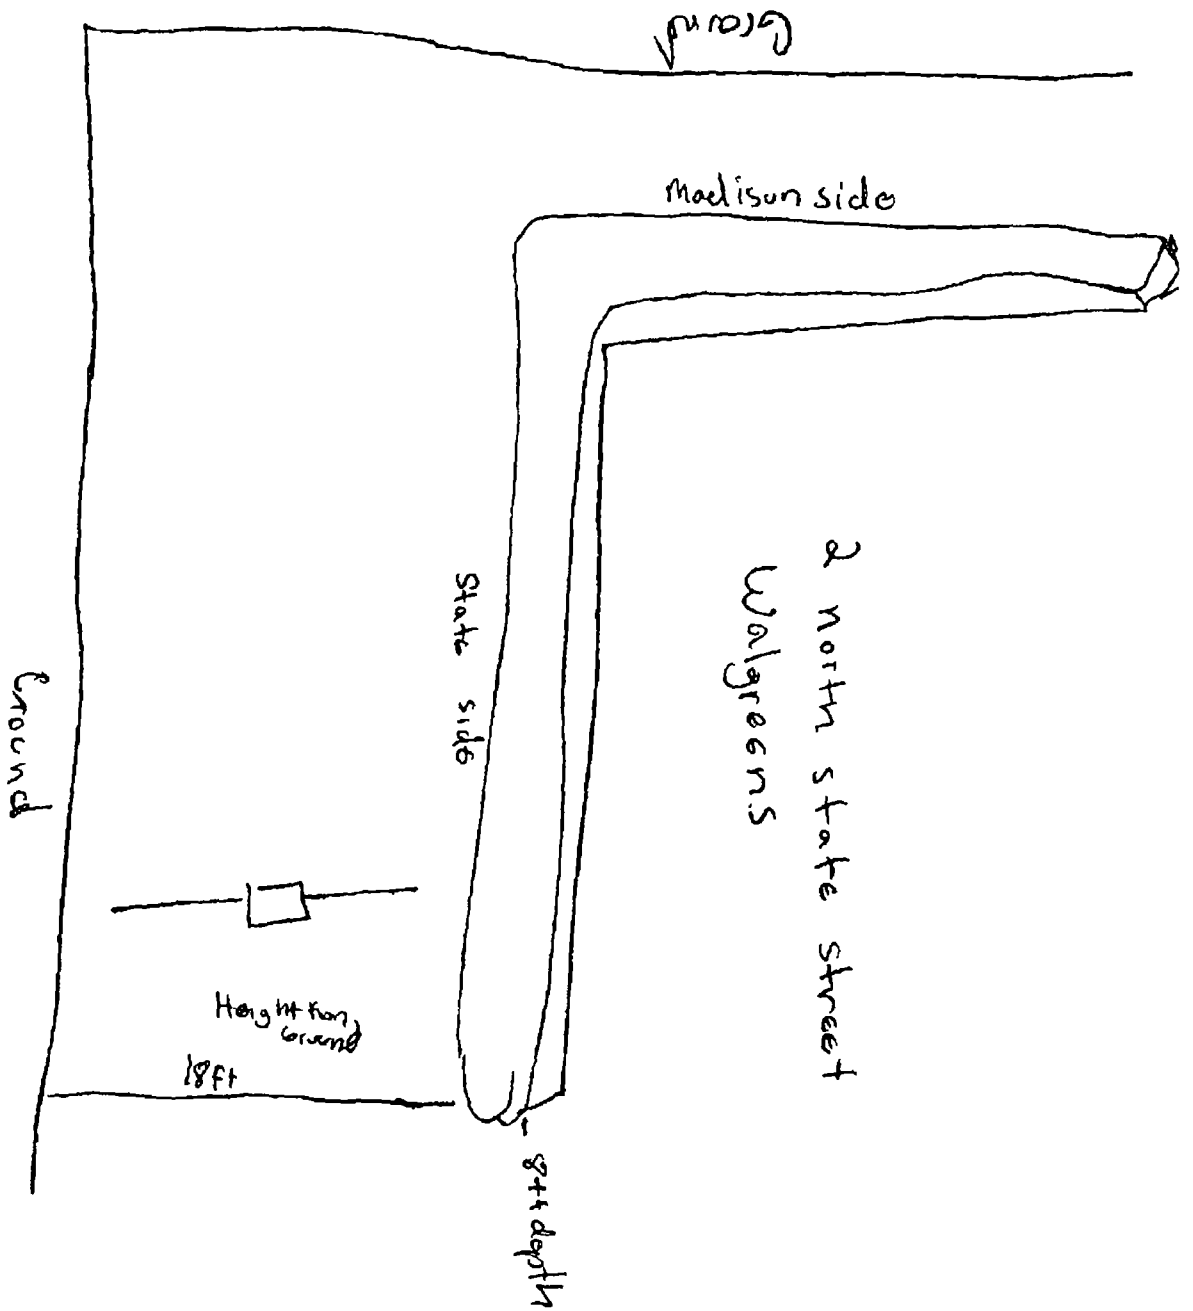 Ground
Madison side
2 north state street
Walgreens
State side
Ground
Height from
Ground
18ft
8ft depth